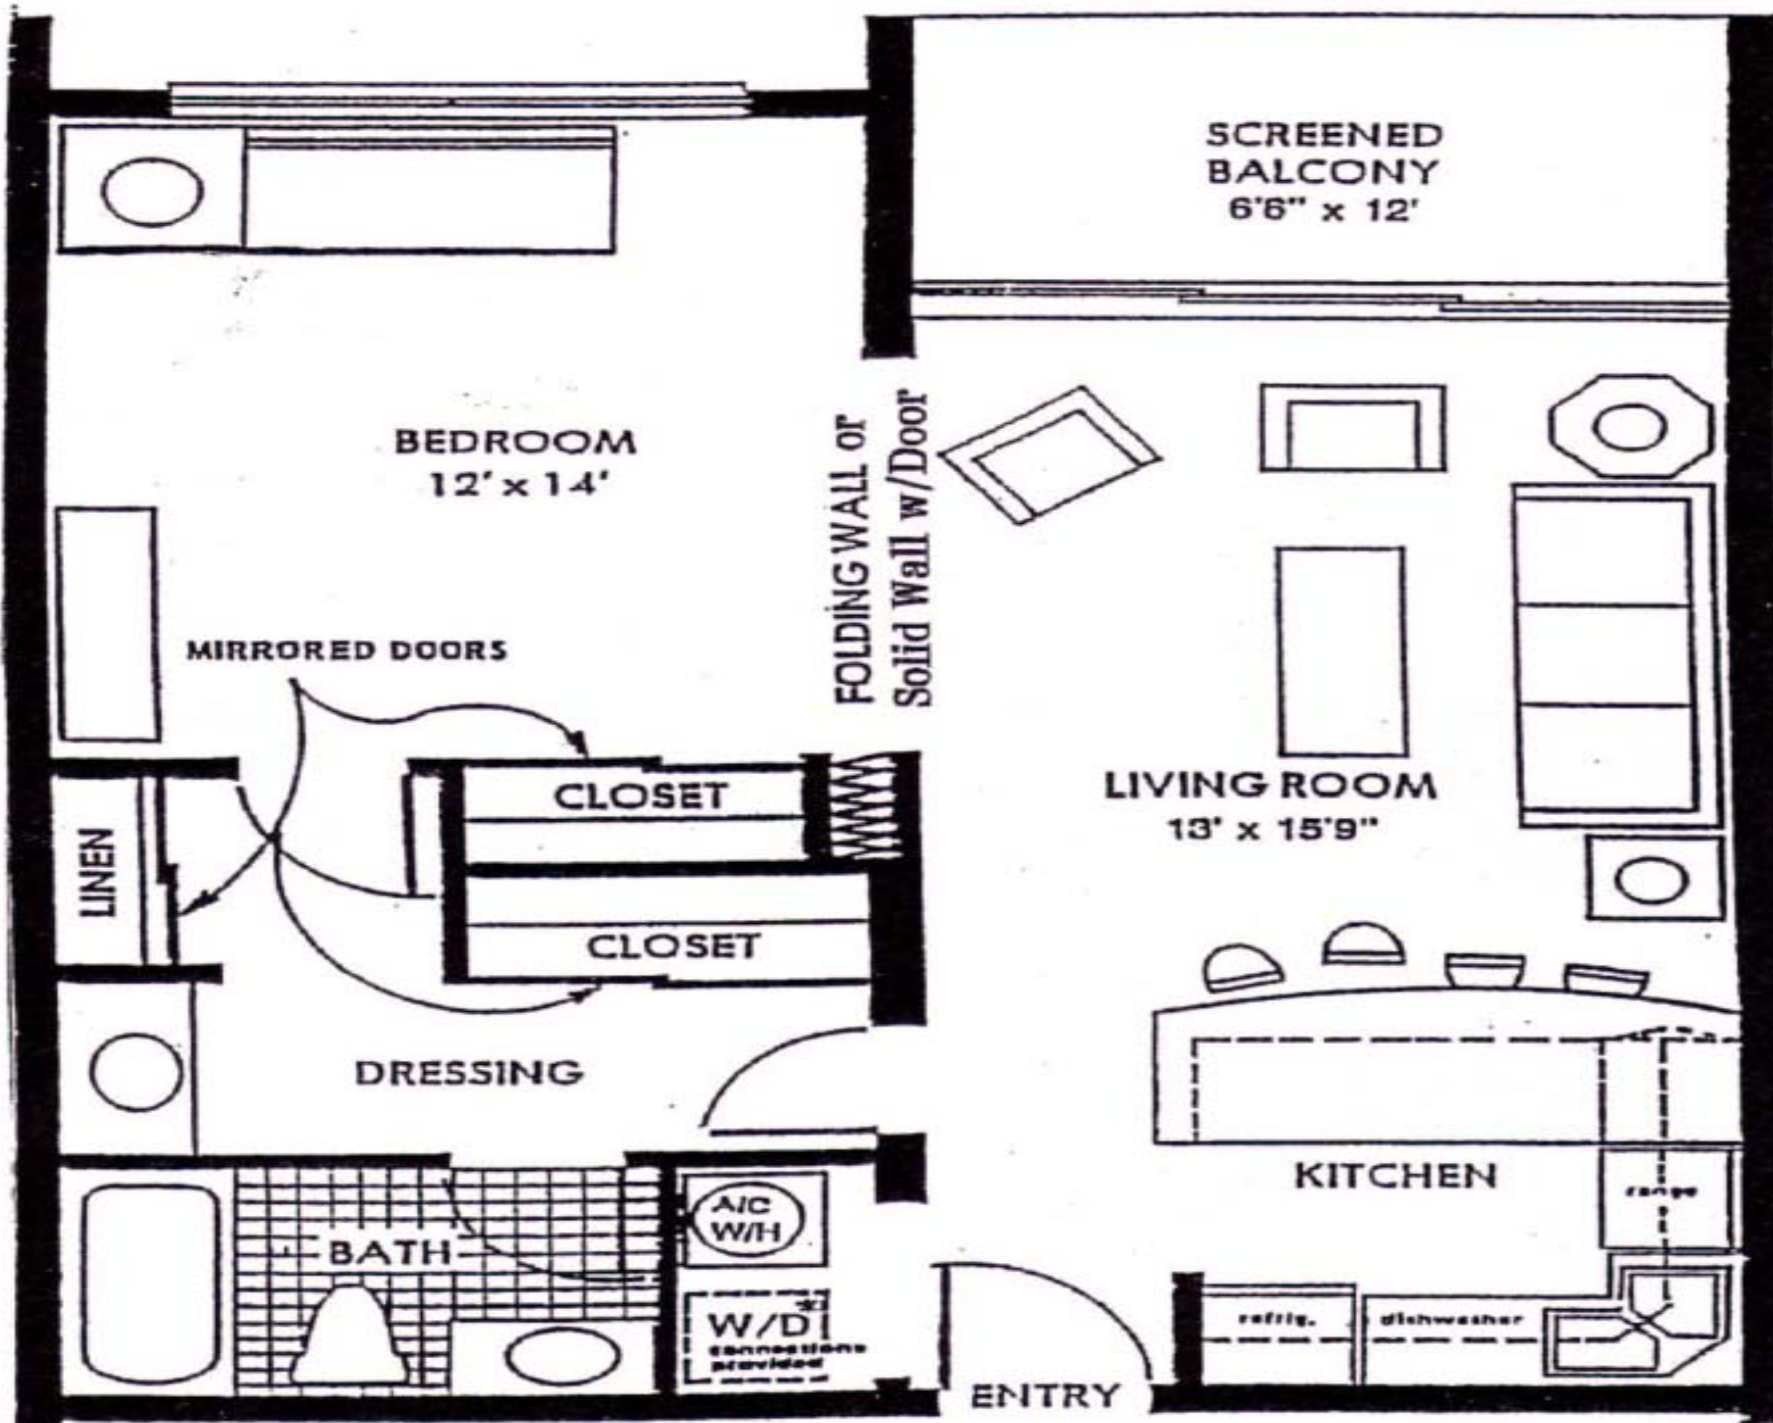 SCREENED
BALCONY
6'6" x 12'
BEDROOM
12' x 14'
FOLDING WALL or
Solid Wall w/Door
MIRRORED DOORS
CLOSET
LIVING ROOM
13' x 15'9"
LINEN
CLOSET
DRESSING
KITCHEN
range
A/C
W/H
BATH
W/D*
connections
provided
refrig.
dishwasher
ENTRY